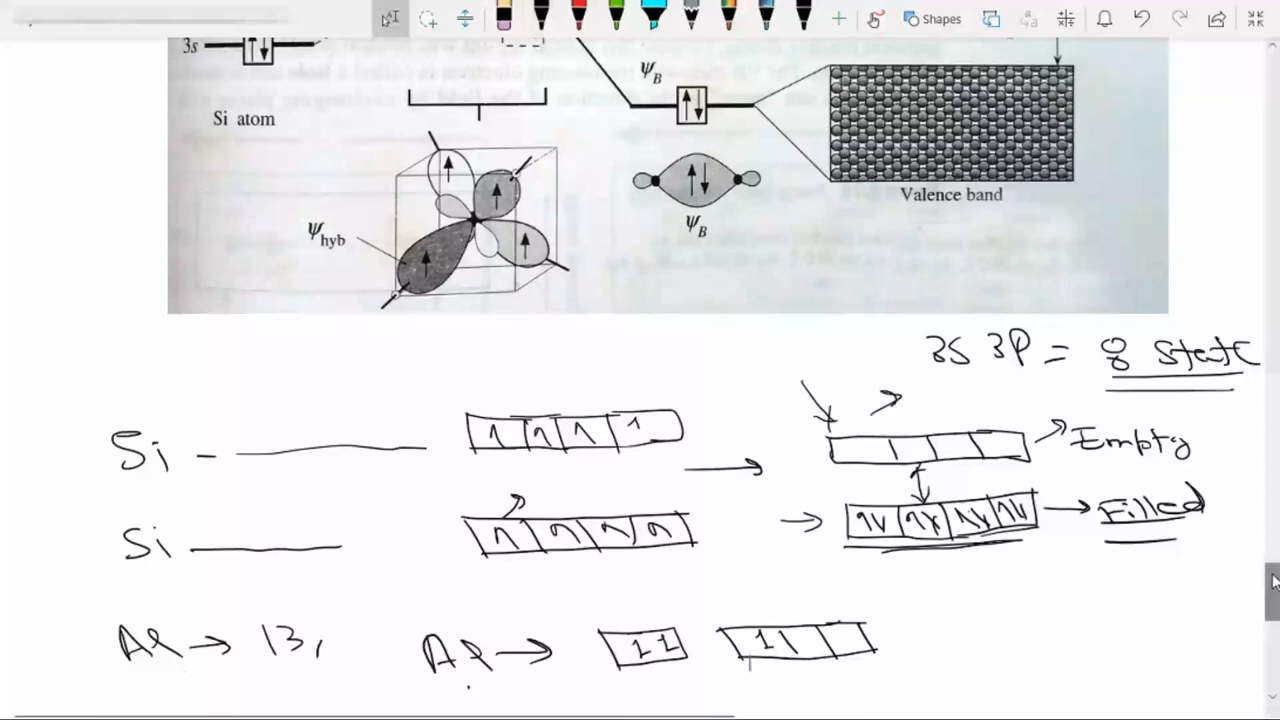 Shapes
3s
Si atom
ψB
ψhyb
ψB
Valence band
3S 3P = 8 State
Si - Empty
Si Filled
Al → 13, Al →